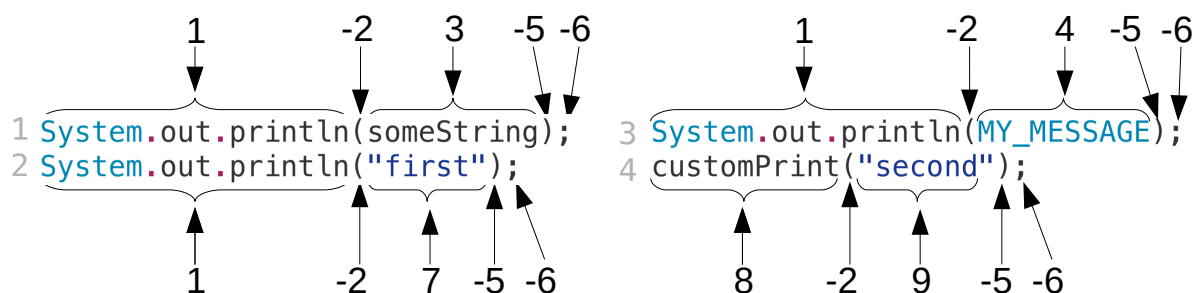 1 -2 3 -5 -6
1 System.out.println(someString);
2 System.out.println("first");
1 -2 7 -5 -6
1 -2 4 -5 -6
3 System.out.println(MY_MESSAGE);
4 customPrint("second");
8 -2 9 -5 -6